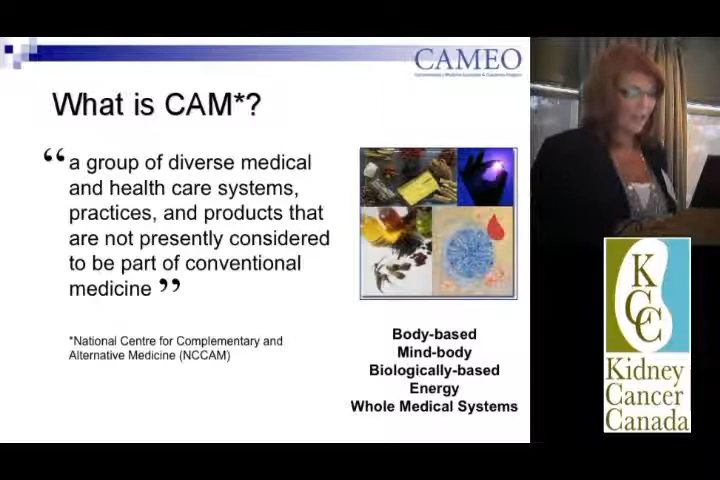 CAMEO
What is CAM*?
“ a group of diverse medical
and health care systems,
practices, and products that
are not presently considered
to be part of conventional
medicine ”
*National Centre for Complementary and
Alternative Medicine (NCCAM)
Body-based
Mind-body
Biologically-based
Energy
Whole Medical Systems
KCC
Kidney
Cancer
Canada